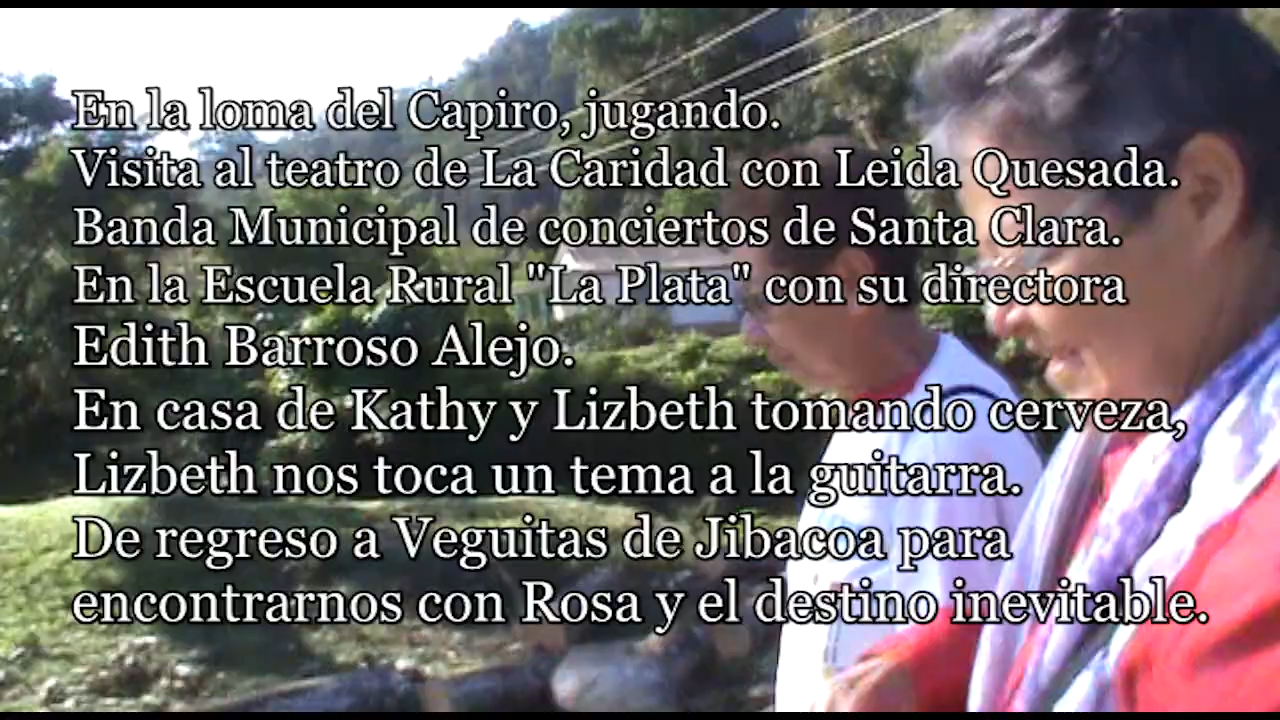 En la loma del Capiro, jugando.
Visita al teatro de La Caridad con Leida Quesada.
Banda Municipal de conciertos de Santa Clara.
En la Escuela Rural "La Plata" con su directora
Edith Barroso Alejo.
En casa de Kathy y Lizbeth tomando cerveza,
Lizbeth nos toca un tema a la guitarra.
De regreso a Veguitas de Jibacoa para
encontrarnos con Rosa y el destino inevitable.